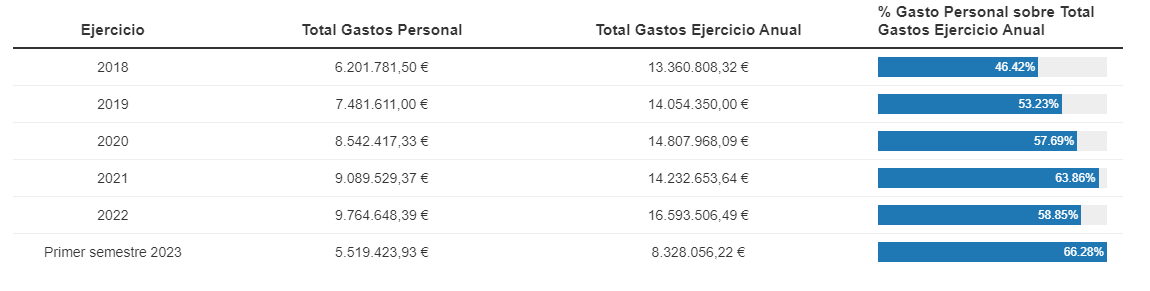 Ejercicio Total Gastos Personal Total Gastos Ejercicio Anual % Gasto Personal sobre Total
Gastos Ejercicio Anual
2018 6.201.781,50 € 13.360.808,32 € 46.42%
2019 7.481.611,00 € 14.054.350,00 € 53.23%
2020 8.542.417,33 € 14.807.968,09 € 57.69%
2021 9.089.529,37 € 14.232.653,64 € 63.86%
2022 9.764.648,39 € 16.593.506,49 € 58.85%
Primer semestre 2023 5.519.423,93 € 8.328.056,22 € 66.28%